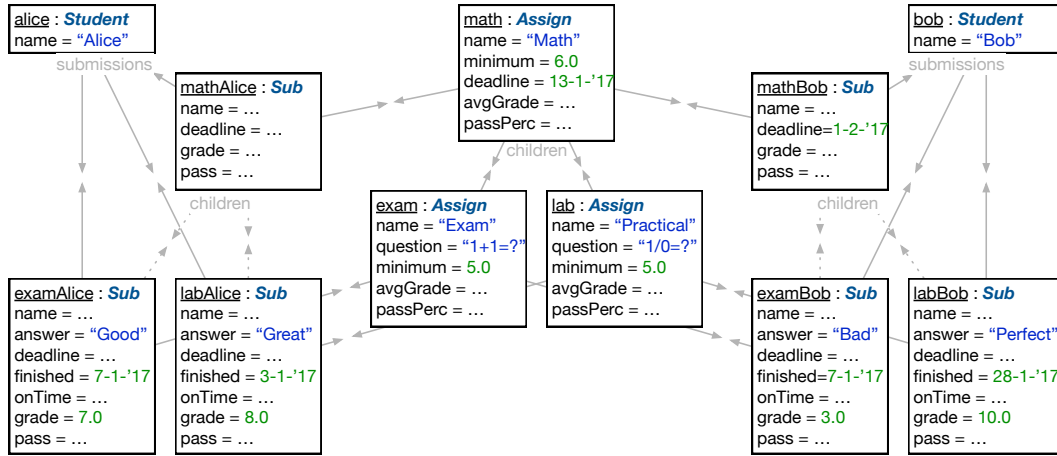 alice : Student
name = “Alice”
submissions
math : Assign
name = “Math”
minimum = 6.0
deadline = 13-1-’17
avgGrade = …
passPerc = …
children
bob : Student
name = “Bob”
submissions
mathAlice : Sub
name = …
deadline = …
grade = …
pass = …
children
mathBob : Sub
name = …
deadline=1-2-’17
grade = …
pass = …
children
exam : Assign
name = “Exam”
question = “1+1=?”
minimum = 5.0
avgGrade = …
passPerc = …
lab : Assign
name = “Practical”
question = “1/0=?”
minimum = 5.0
avgGrade = …
passPerc = …
examAlice : Sub
name = …
answer = “Good”
deadline = …
finished = 7-1-’17
onTime = …
grade = 7.0
pass = …
labAlice : Sub
name = …
answer = “Great”
deadline = …
finished = 3-1-’17
onTime = …
grade = 8.0
pass = …
examBob : Sub
name = …
answer = “Bad”
deadline = …
finished=7-1-’17
onTime = …
grade = 3.0
pass = …
labBob : Sub
name = …
answer = “Perfect”
deadline = …
finished = 28-1-’17
onTime = …
grade = 10.0
pass = …